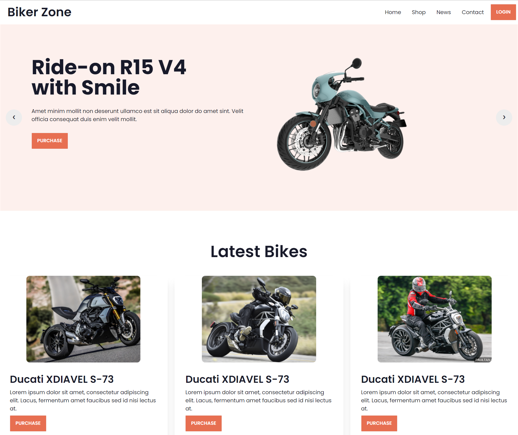 Biker Zone
Home Shop News Contact LOGIN
Ride-on R15 V4
with Smile
Amet minim mollit non deserunt ullamco est sit aliqua dolor do amet sint. Velit
officia consequat duis enim velit mollit.
PURCHASE
Latest Bikes
Ducati XDIAVEL S-73
Lorem ipsum dolor sit amet, consectetur adipiscing
elit. Lacus, fermentum amet faucibus sed id nisi lectus
at.
PURCHASE
Ducati XDIAVEL S-73
Lorem ipsum dolor sit amet, consectetur adipiscing
elit. Lacus, fermentum amet faucibus sed id nisi lectus
at.
PURCHASE
Ducati XDIAVEL S-73
Lorem ipsum dolor sit amet, consectetur adipiscing
elit. Lacus, fermentum amet faucibus sed id nisi lectus
at.
PURCHASE